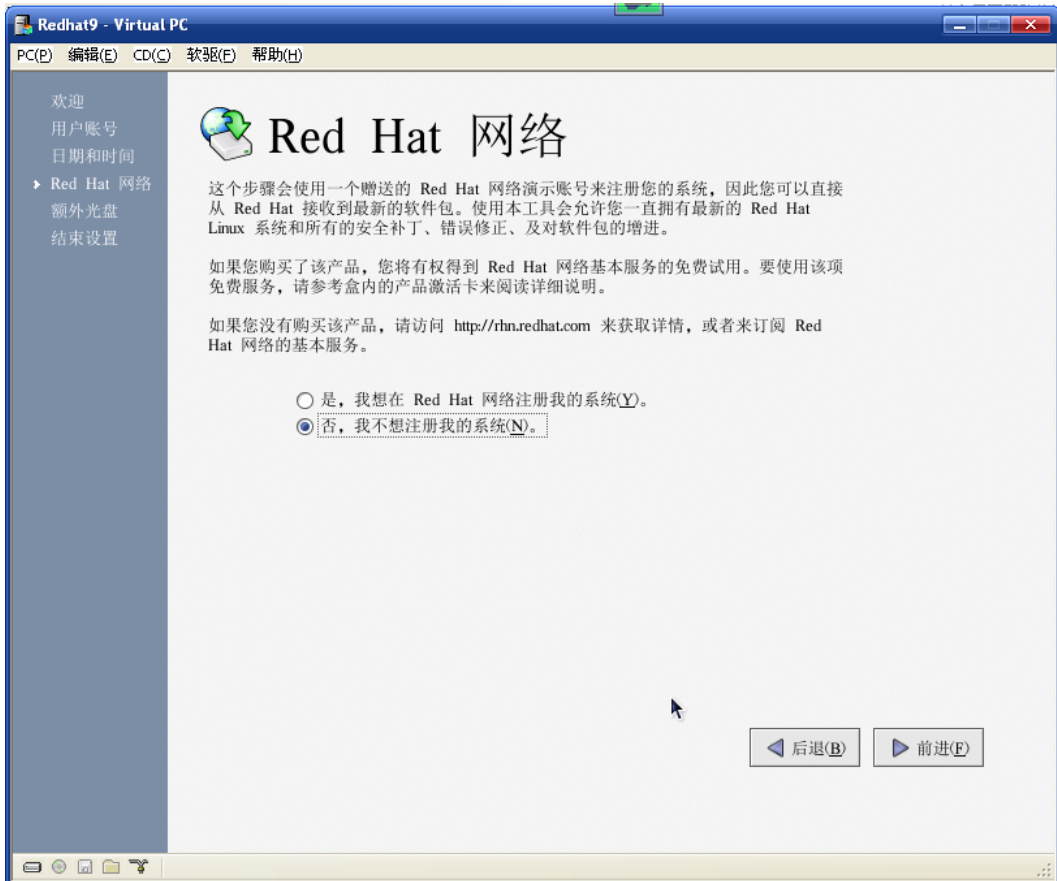 Redhat9 - Virtual PC
PC(P) 编辑(E) CD(C) 软驱(F) 帮助(H)
欢迎
用户账号
日期和时间
Red Hat 网络
额外光盘
结束设置
Red Hat 网络
这个步骤会使用一个赠送的 Red Hat 网络演示账号来注册您的系统，因此您可以直接
从 Red Hat 接收到最新的软件包。使用本工具会允许您一直拥有最新的 Red Hat
Linux 系统和所有的安全补丁、错误修正、及对软件包的增进。
如果您购买了该产品，您将有权得到 Red Hat 网络基本服务的免费试用。要使用该项
免费服务，请参考盒内的产品激活卡来阅读详细说明。
如果您没有购买该产品，请访问 http://rhn.redhat.com 来获取详情，或者来订阅 Red
Hat 网络的基本服务。
是，我想在 Red Hat 网络注册我的系统(Y)。
否，我不想注册我的系统(N)。
后退(B) 前进(F)